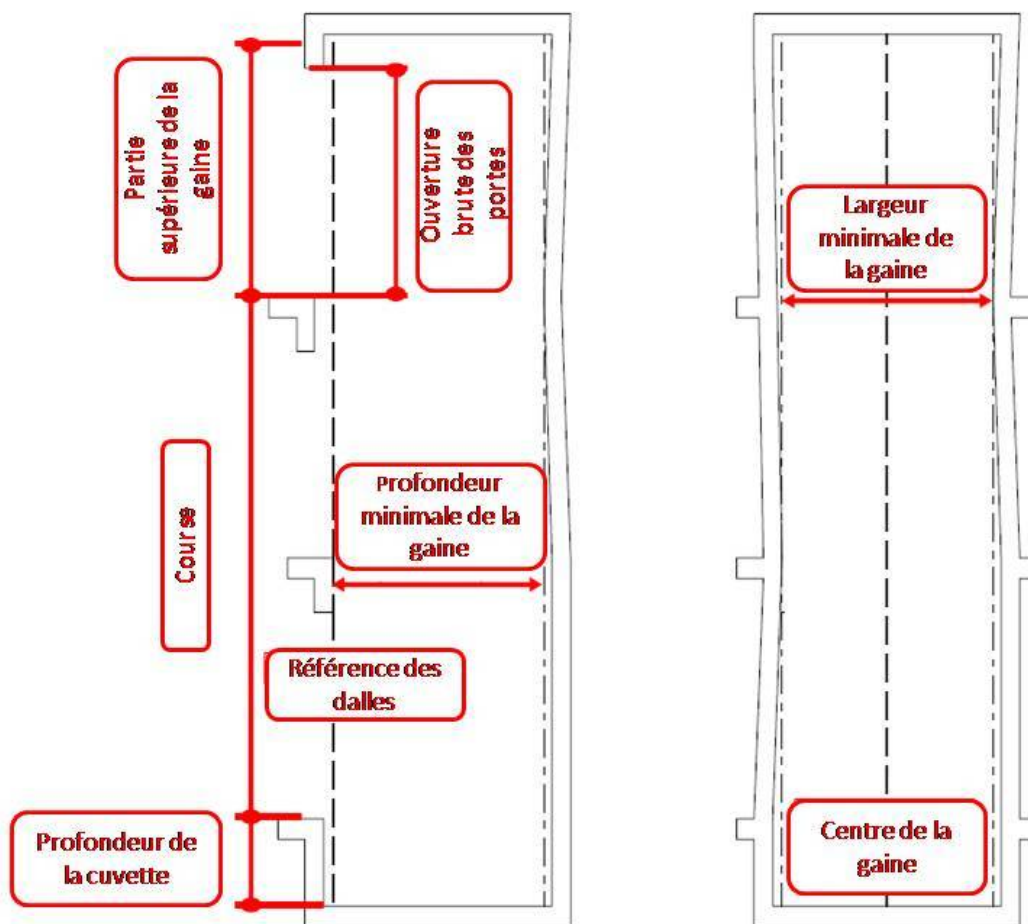 Partie
supérieure de la
gaine
Ouverture
brute des
portes
Largeur
minimale de
la gaine
Course
Profondeur
minimale de la
gaine
Référence des
dalles
Profondeur de
la cuvette
Centre de la
gaine